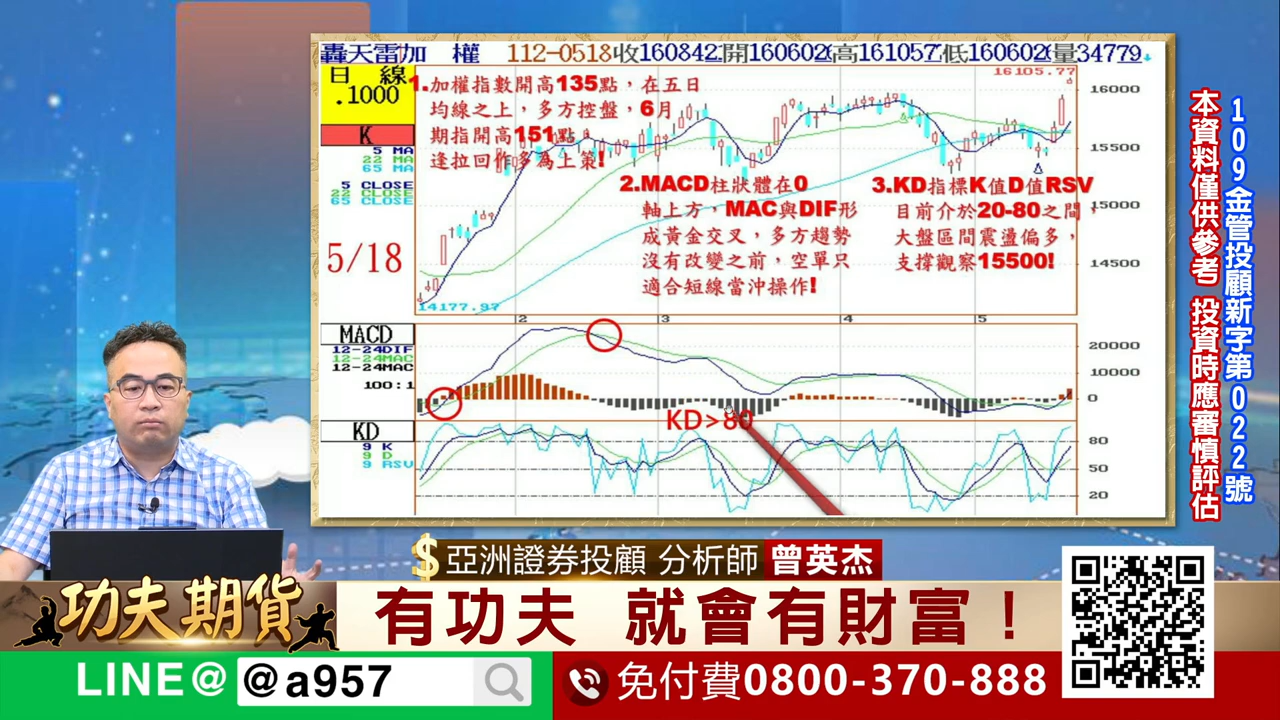 轟天雷加 權 112-0518收160842開160602高161057低160602量34779
日 線
.1000
K
5 MA
22 MA
65 MA
5 CLOSE
22 CLOSE
65 CLOSE
5/18
1.加權指數開高135點，在五日
均線之上，多方控盤，6月
期指開高151點，
逢拉回作多為上策!
2.MACD柱狀體在0
軸上方，MAC與DIF形
成黃金交叉，多方趨勢
沒有改變之前，空單只
適合短線當沖操作!
3.KD指標K值D值RSV
目前介於20-80之間，
大盤區間震盪偏多，
支撐觀察15500!
16105.77
14177.97
16000
15500
15000
14500
2
3
4
5
MACD
12-24DIF
12-24MAC
12-24MAC
100:1
20000
10000
0
KD>80
KD
9 K
9 D
9 RSV
80
50
20
109金管投顧新字第022號
本資料僅供參考 投資時應審慎評估
$亞洲證券投顧 分析師 曾英杰
功夫期貨
有功夫 就會有財富！
LINE@ @a957
免付費0800-370-888